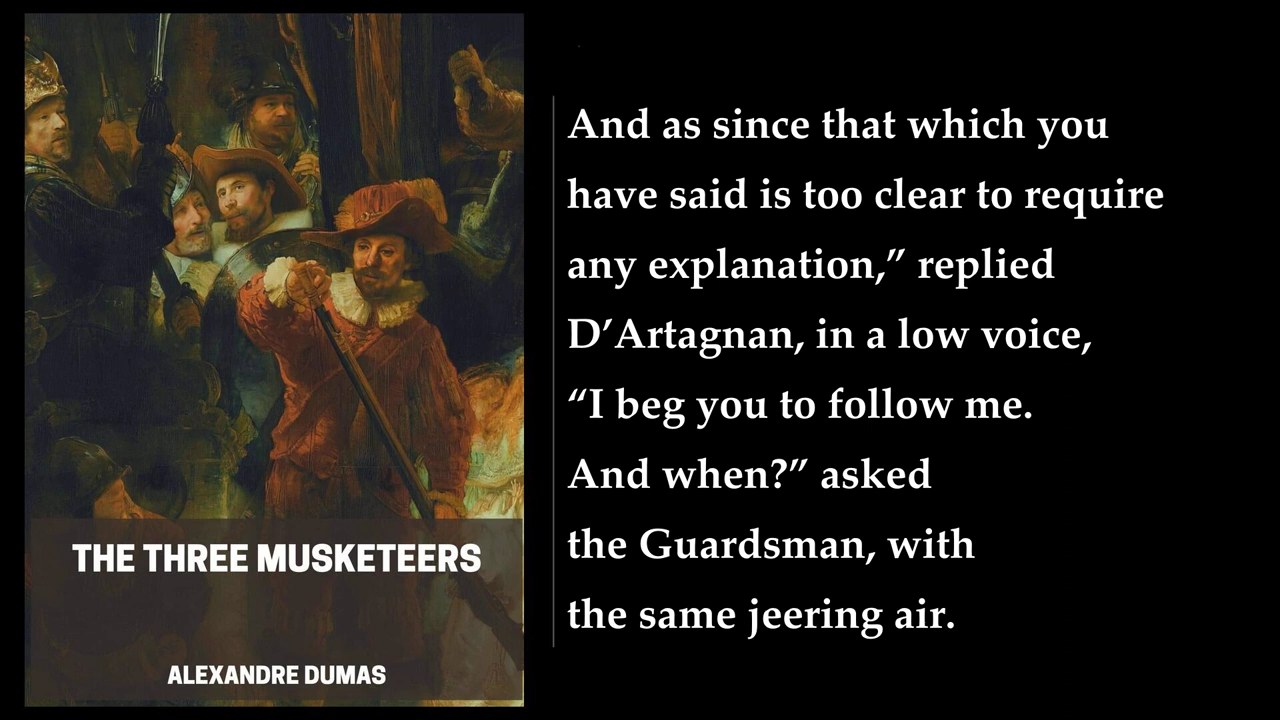 THE THREE MUSKETEERS
ALEXANDRE DUMAS
And as since that which you
have said is too clear to require
any explanation,” replied
D’Artagnan, in a low voice,
“I beg you to follow me.
And when?” asked
the Guardsman, with
the same jeering air.